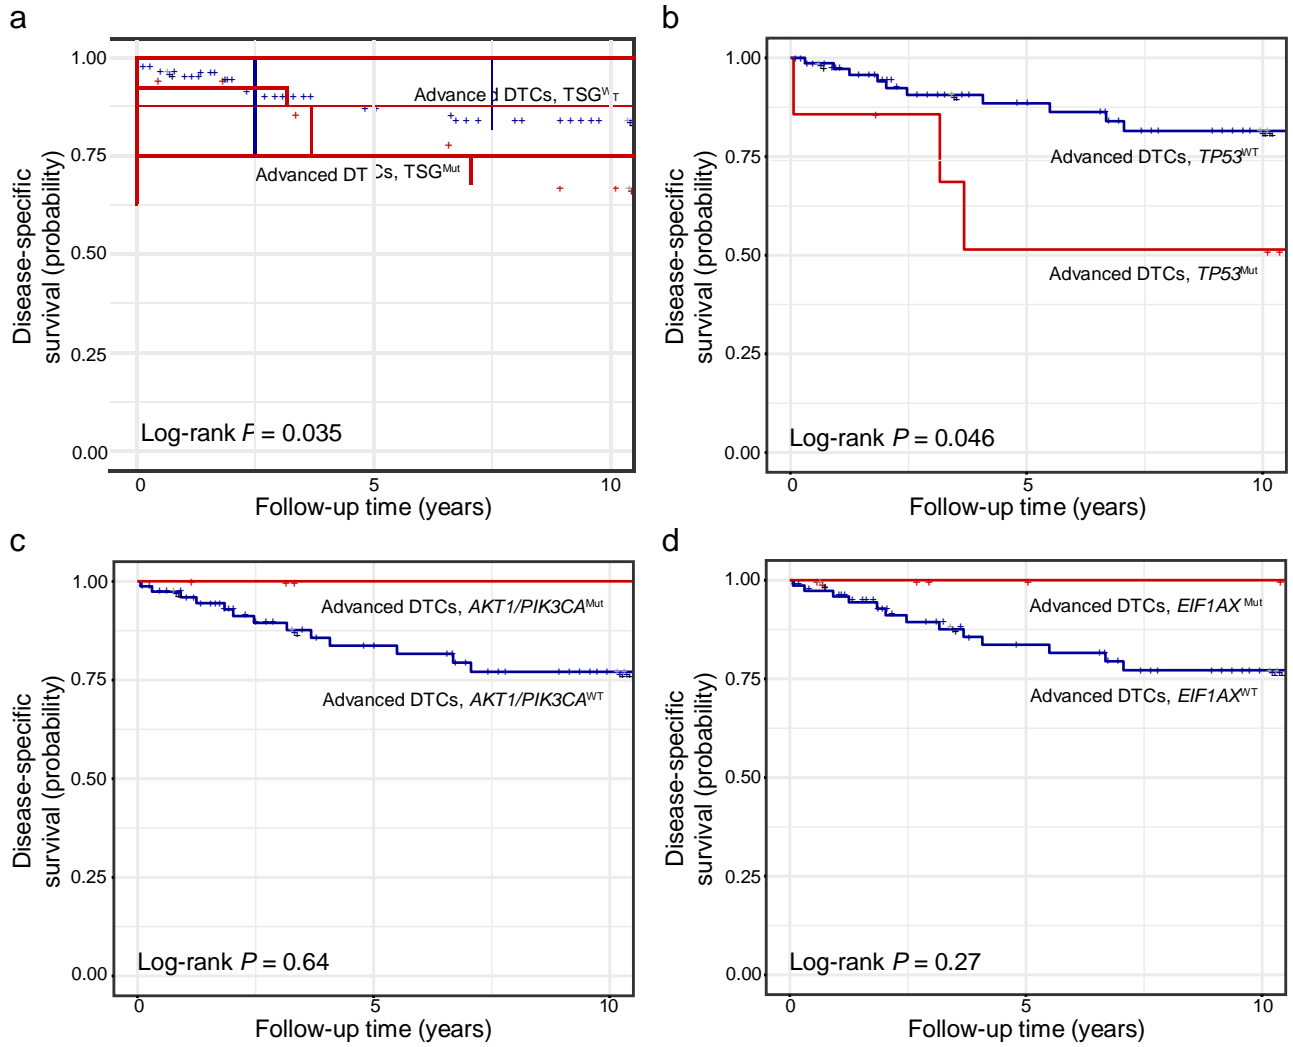 a
1.00
0.75
0.50
0.25
0.00
Disease-specific
survival (probability)
Advanced DTCs, TSG
Advanced DTCs, TSGMut
Log-rank P = 0.035
0 5 10
Follow-up time (years)
b
1.00
0.75
0.50
0.25
0.00
Disease-specific
survival (probability)
Advanced DTCs, TP53WT
Advanced DTCs, TP53Mut
Log-rank P = 0.046
0 5 10
Follow-up time (years)
c
1.00
0.75
0.50
0.25
0.00
Disease-specific
survival (probability)
Advanced DTCs, AKT1/PIK3CAMut
Advanced DTCs, AKT1/PIK3CAWT
Log-rank P = 0.64
0 5 10
Follow-up time (years)
d
1.00
0.75
0.50
0.25
0.00
Disease-specific
survival (probability)
Advanced DTCs, EIF1AX Mut
Advanced DTCs, EIF1AXWT
Log-rank P = 0.27
0 5 10
Follow-up time (years)